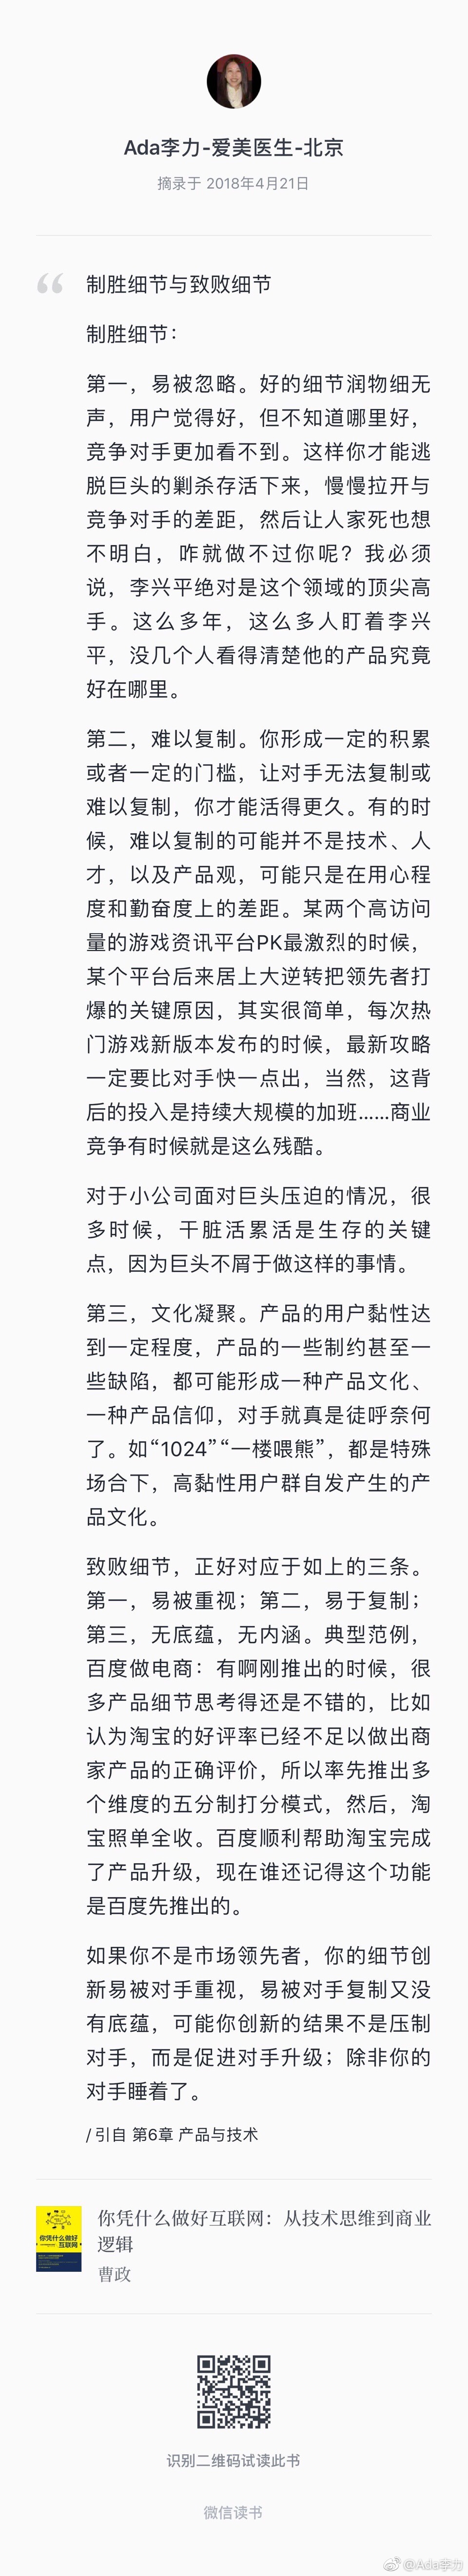 Ada李力-爱美医生-北京
摘录于 2018年4月21日
“
制胜细节与致败细节
制胜细节：
第一，易被忽略。好的细节润物细无
声，用户觉得好，但不知道哪里好，
竞争对手更加看不到。这样你才能逃
脱巨头的剿杀存活下来，慢慢拉开与
竞争对手的差距，然后让人家死也想
不明白，咋就做不过你呢？我必须
说，李兴平绝对是这个领域的顶尖高
手。这么多年，这么多人盯着李兴
平，没几个人看得清楚他的产品究竟
好在哪里。
第二，难以复制。你形成一定的积累
或者一定的门槛，让对手无法复制或
难以复制，你才能活得更久。有的时
候，难以复制的可能并不是技术、人
才，以及产品观，可能只是在用心程
度和勤奋度上的差距。某两个高访问
量的游戏资讯平台PK最激烈的时候，
某个平台后来居上大逆转把领先者打
爆的关键原因，其实很简单，每次热
门游戏新版本发布的时候，最新攻略
一定要比对手快一点出，当然，这背
后的投入是持续大规模的加班……商业
竞争有时候就是这么残酷。
对于小公司面对巨头压迫的情况，很
多时候，干脏活累活是生存的关键
点，因为巨头不屑于做这样的事情。
第三，文化凝聚。产品的用户黏性达
到一定程度，产品的一些制约甚至一
些缺陷，都可能形成一种产品文化、
一种产品信仰，对手就真是徒呼奈何
了。如“1024”“一楼喂熊”，都是特殊
场合下，高黏性用户群自发产生的产
品文化。
致败细节，正好对应于如上的三条。
第一，易被重视；第二，易于复制；
第三，无底蕴，无内涵。典型范例，
百度做电商：有啊刚推出的时候，很
多产品细节思考得还是不错的，比如
认为淘宝的好评率已经不足以做出商
家产品的正确评价，所以率先推出多
个维度的五分制打分模式，然后，淘
宝照单全收。百度顺利帮助淘宝完成
了产品升级，现在谁还记得这个功能
是百度先推出的。
如果你不是市场领先者，你的细节创
新易被对手重视，易被对手复制又没
有底蕴，可能你创新的结果不是压制
对手，而是促进对手升级；除非你的
对手睡着了。
/ 引自 第6章 产品与技术
你凭什么做好
互联网
你凭什么做好互联网：从技术思维到商业
逻辑
曹政
识别二维码试读此书
微信读书
@Ada李力